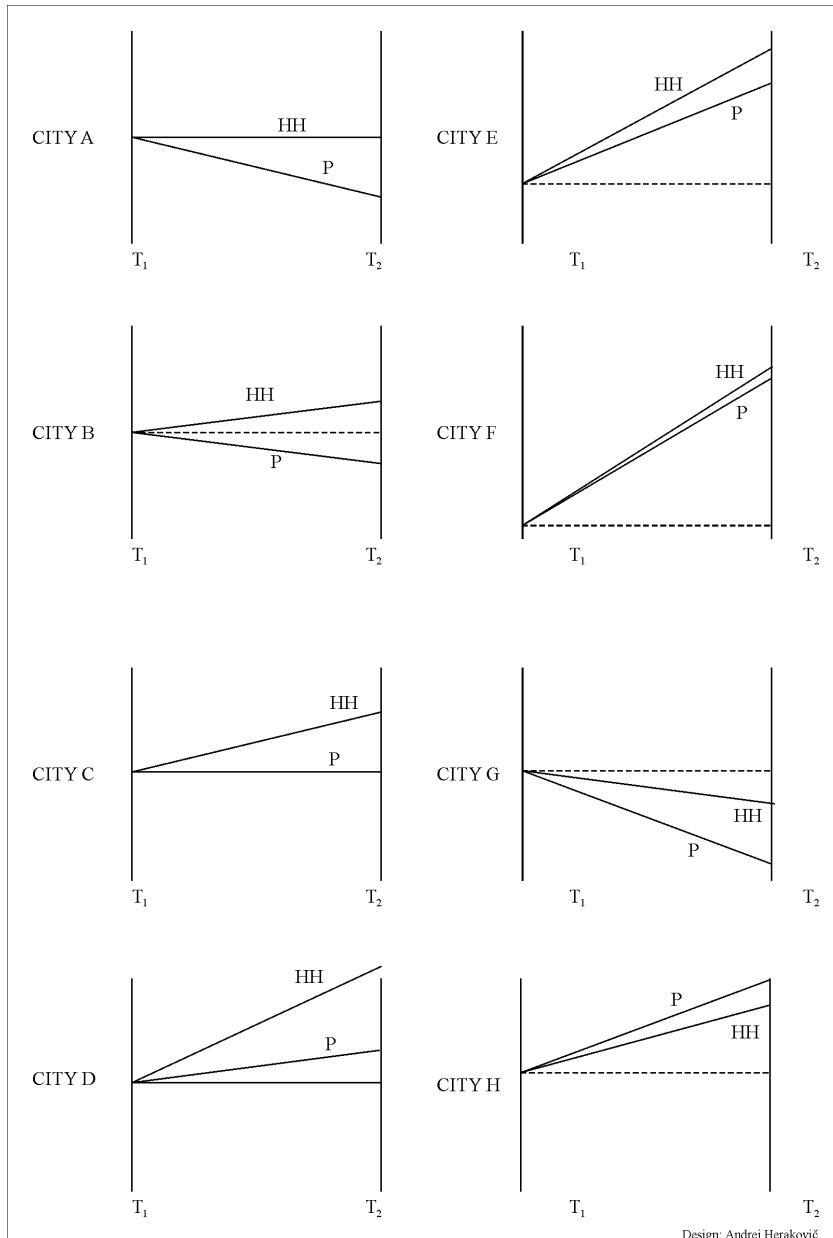 CITY A
HH
P
T₁ T₂
CITY E
HH
P
T₁ T₂
CITY B
HH
P
T₁ T₂
CITY F
HH
P
T₁ T₂
CITY C
HH
P
T₁ T₂
CITY G
HH
P
T₁ T₂
CITY D
HH
P
T₁ T₂
CITY H
P
HH
T₁ T₂
Design: Andrej Herakovič